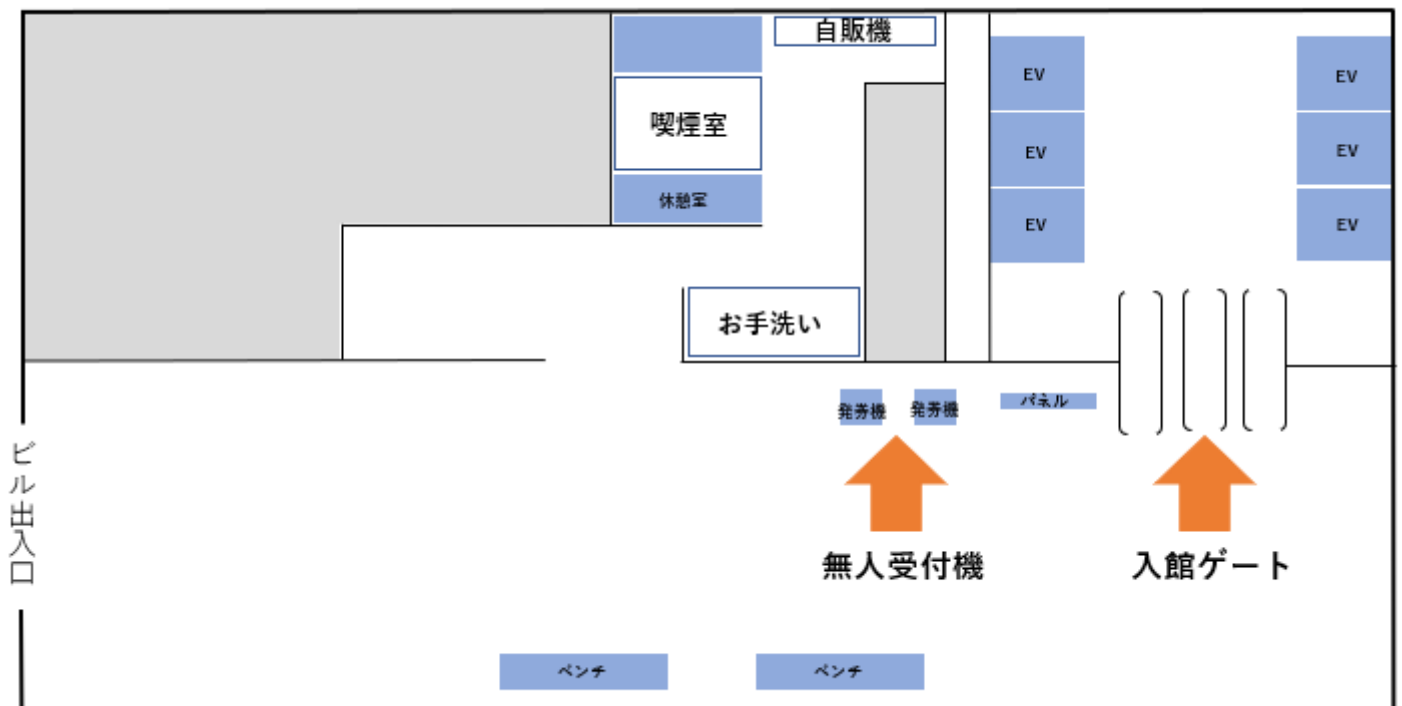 自販機
EV
EV
喫煙室
EV
EV
休憩室
EV
EV
お手洗い
発券機
発券機
パネル
ビル出入口
無人受付機
入館ゲート
ベンチ
ベンチ